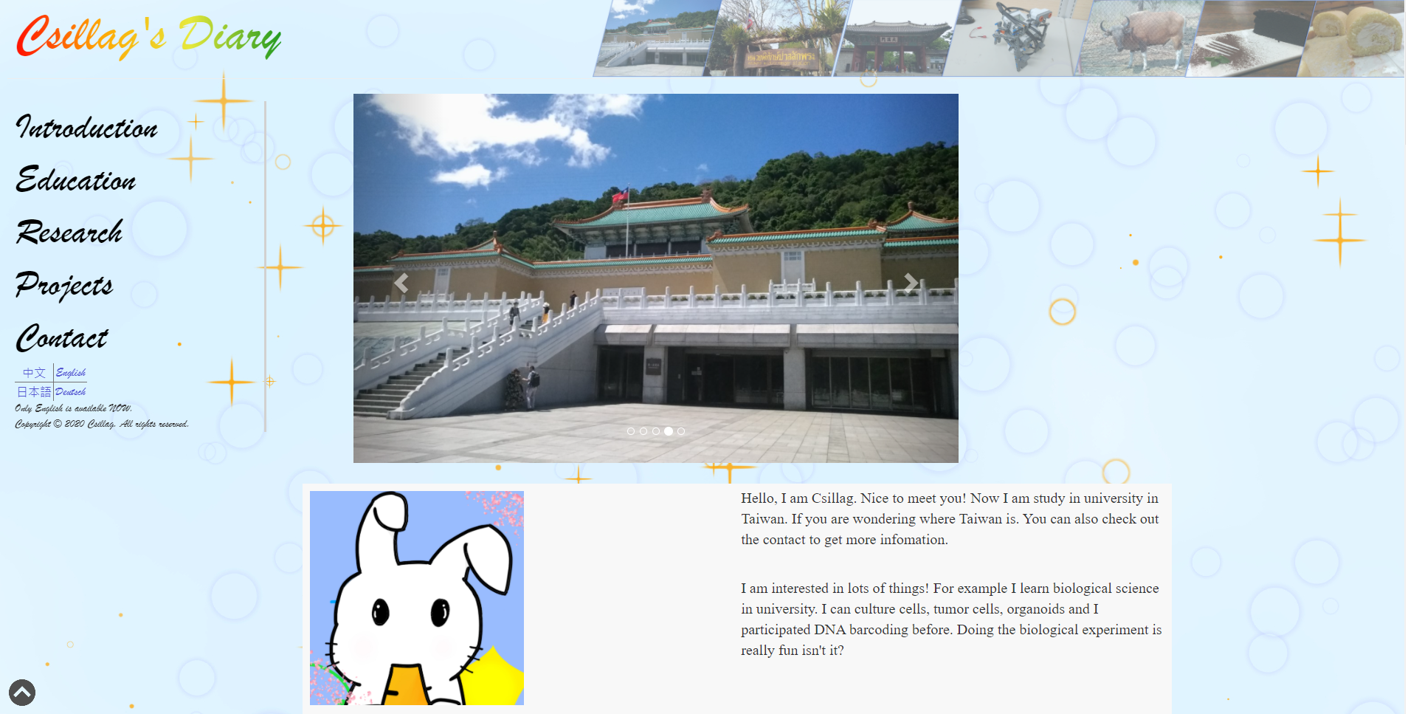 Csillag's Diary
Introduction
Education
Research
Projects
Contact
中文 English
日本語 Deutsch
Only English is available NOW.
Copyright © 2020 Csillag. All rights reserved.
Hello, I am Csillag. Nice to meet you! Now I am study in university in
Taiwan. If you are wondering where Taiwan is. You can also check out
the contact to get more infomation.
I am interested in lots of things! For example I learn biological science
in university. I can culture cells, tumor cells, organoids and I
participated DNA barcoding before. Doing the biological experiment is
really fun isn't it?